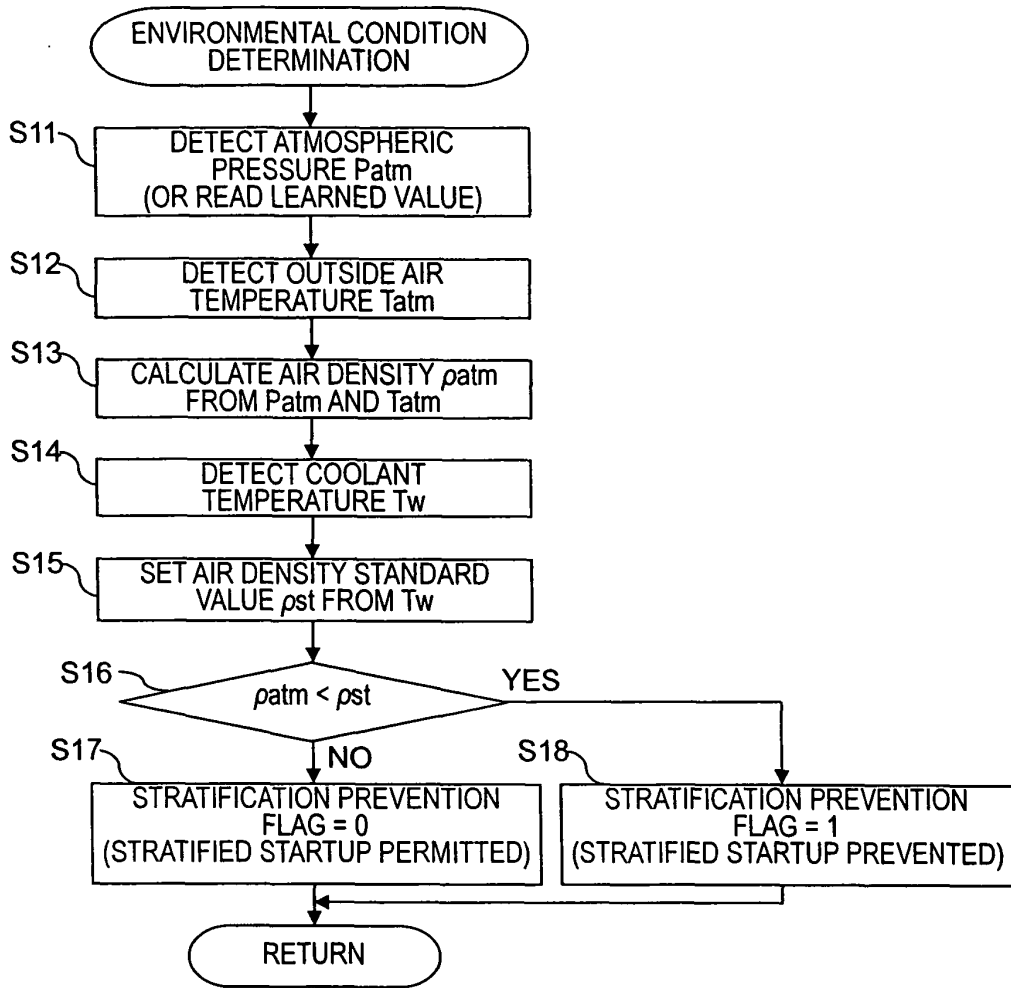 ENVIRONMENTAL CONDITION
DETERMINATION
S11
DETECT ATMOSPHERIC
PRESSURE Patm
(OR READ LEARNED VALUE)
S12
DETECT OUTSIDE AIR
TEMPERATURE Tatm
S13
CALCULATE AIR DENSITY ρatm
FROM Patm AND Tatm
S14
DETECT COOLANT
TEMPERATURE Tw
S15
SET AIR DENSITY STANDARD
VALUE ρst FROM Tw
S16
ρatm < ρst
YES
NO
S17
STRATIFICATION PREVENTION
FLAG = 0
(STRATIFIED STARTUP PERMITTED)
S18
STRATIFICATION PREVENTION
FLAG = 1
(STRATIFIED STARTUP PREVENTED)
RETURN